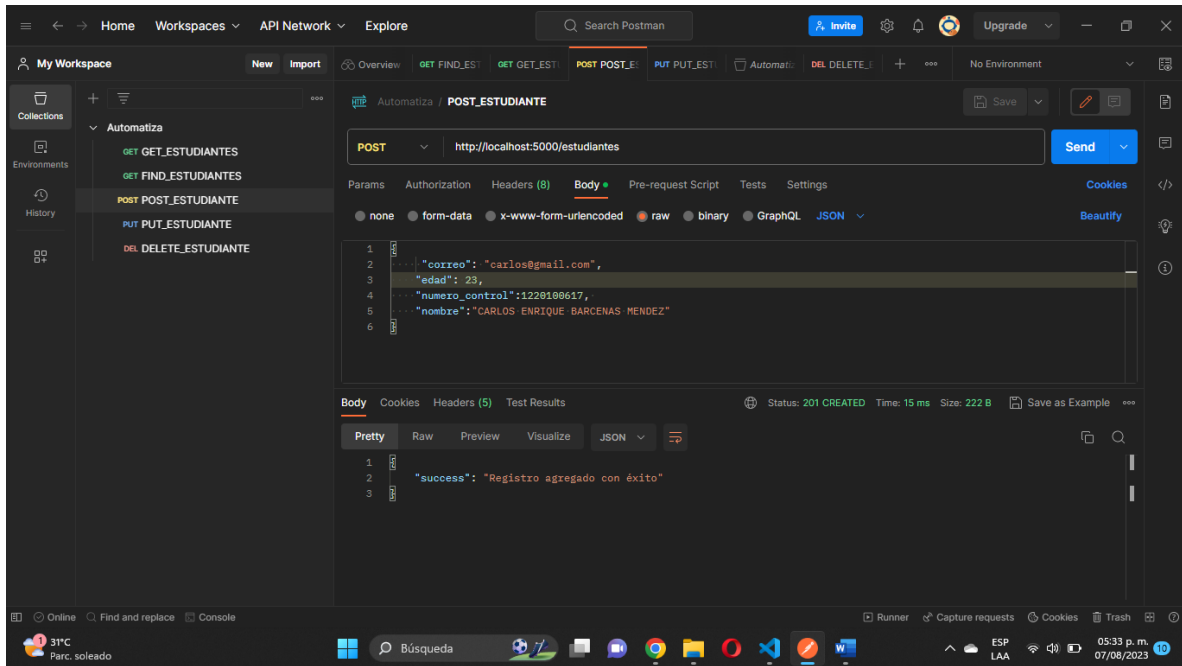 Home Workspaces API Network Explore Search Postman Invite Upgrade
My Workspace New Import Overview GET FIND_EST GET GET_EST POST POST_ES PUT PUT_EST Automati DEL DELETE_E No Environment
Collections
Environments
History
Automatiza
GET GET_ESTUDIANTES
GET FIND_ESTUDIANTES
POST POST_ESTUDIANTE
PUT PUT_ESTUDIANTE
DEL DELETE_ESTUDIANTE
HTTP Automatiza / POST_ESTUDIANTE Save
POST http://localhost:5000/estudiantes Send
Params Authorization Headers (8) Body Pre-request Script Tests Settings Cookies
none form-data x-www-form-urlencoded raw binary GraphQL JSON Beautify
1 {
2 "correo": "carlos@gmail.com",
3 "edad": 23,
4 "numero_control":1220100617,
5 "nombre":"CARLOS ENRIQUE BARCENAS MENDEZ"
6 }
Body Cookies Headers (5) Test Results Status: 201 CREATED Time: 15 ms Size: 222 B Save as Example
Pretty Raw Preview Visualize JSON
1 {
2 "success": "Registro agregado con éxito"
3 }
Online Find and replace Console Runner Capture requests Cookies Trash
1 31°C
Parc. soleado
Búsqueda
W
ESP
LAA
05:33 p. m.
07/08/2023
10